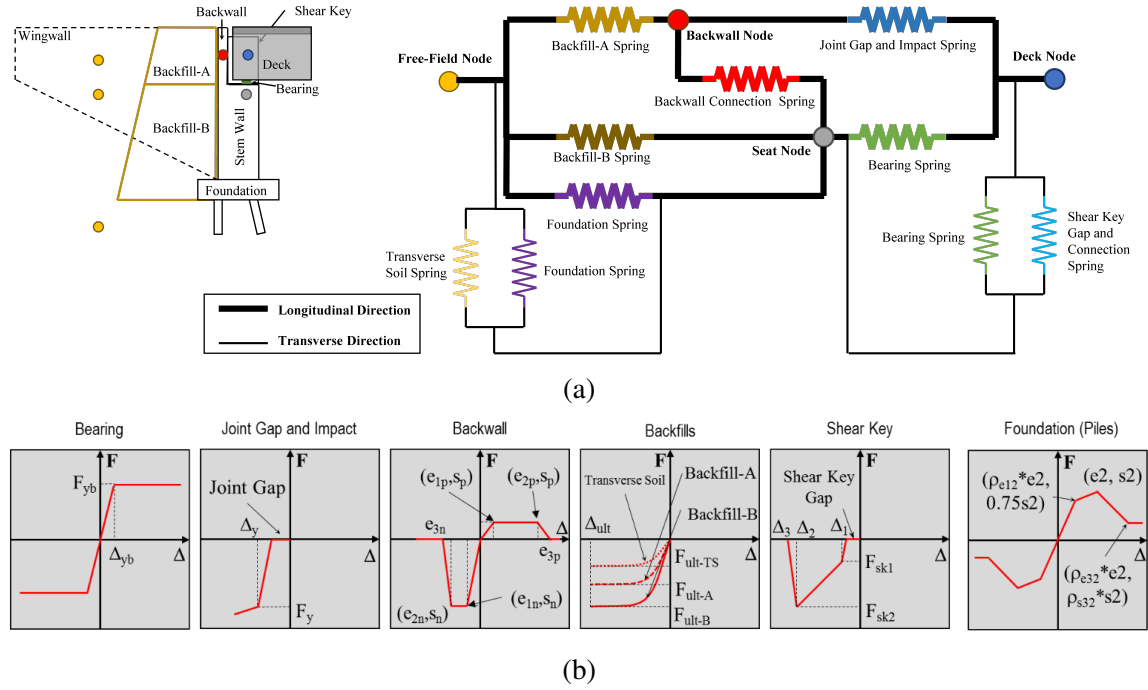 Backwall
Shear Key
Wingwall
Backfill-A
Deck
Bearing
Backfill-B
Stem Wall
Foundation
Free-Field Node
Backfill-A Spring
Backwall Node
Joint Gap and Impact Spring
Deck Node
Backwall Connection
Spring
Backfill-B Spring
Seat Node
Bearing Spring
Foundation Spring
Transverse
Soil Spring
Foundation Spring
Bearing Spring
Shear Key
Gap and
Connection
Spring
Longitudinal Direction
Transverse Direction
(a)
Bearing
F
F_yb
Δ_yb
Δ
Joint Gap and Impact
F
Joint Gap
Δ_y
Δ
F_y
Backwall
F
(e_1p,s_p)
(e_2p,s_p)
e_3n
Δ
e_3p
(e_1n,s_n)
(e_2n,s_n)
Backfills
F
Backfill-A
Transverse Soil
Backfill-B
Δ_ult
Δ
F_ult-TS
F_ult-A
F_ult-B
Shear Key
F
Shear Key
Gap
Δ_3
Δ_2
Δ_1
Δ
F_sk1
F_sk2
Foundation (Piles)
F
(ρ_e12*e2,
0.75s2)
(e2, s2)
Δ
(ρ_e32*e2,
ρ_s32*s2)
(b)